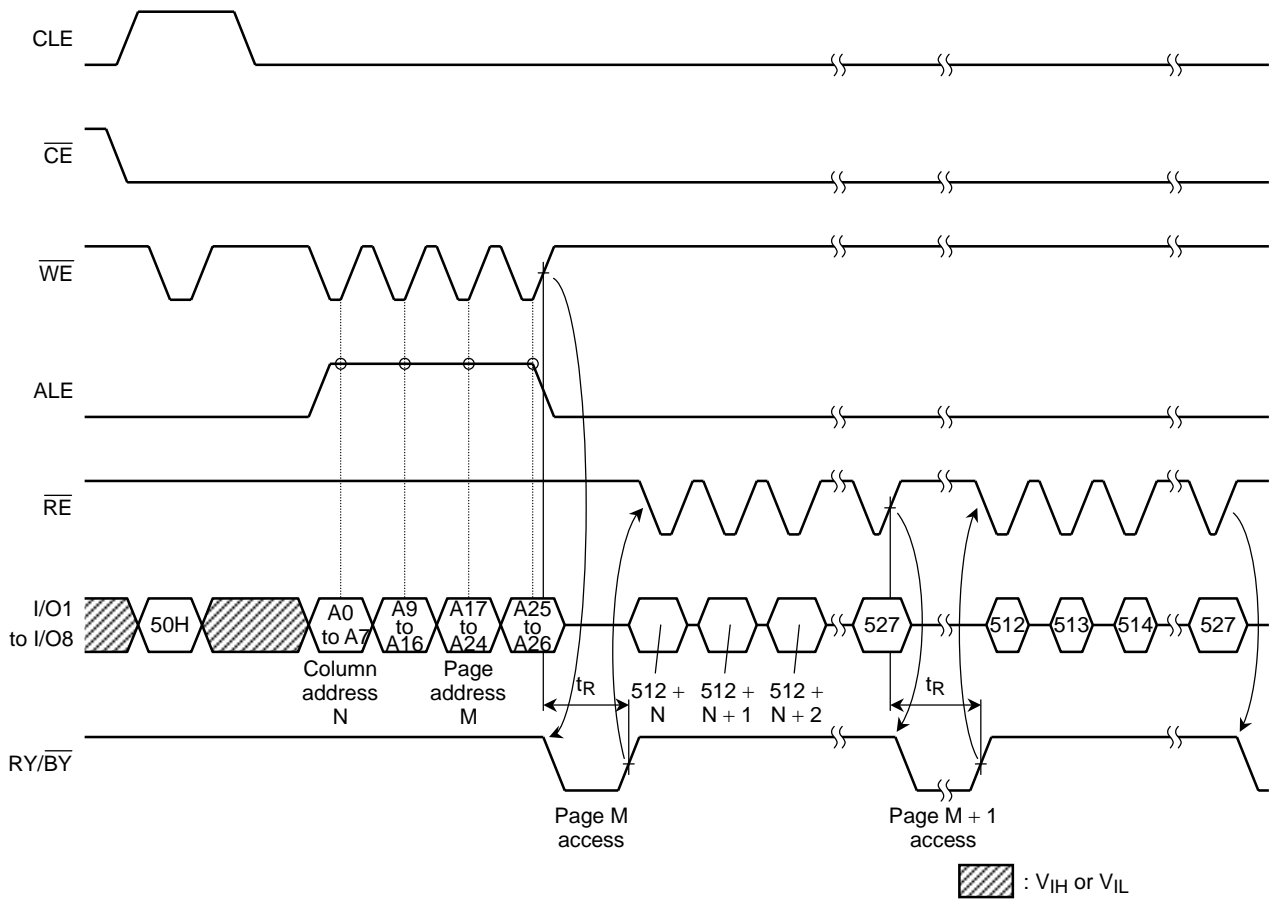 CLE
CE
WE
ALE
RE
I/O1
to I/O8
50H
A0
to A7
A9
to
A16
A17
to
A24
A25
to
A26
527
512
513
514
527
Column
address
N
Page
address
M
tR
512 +
N
512 +
N + 1
512 +
N + 2
tR
RY/BY
Page M
access
Page M + 1
access
: VIH or VIL